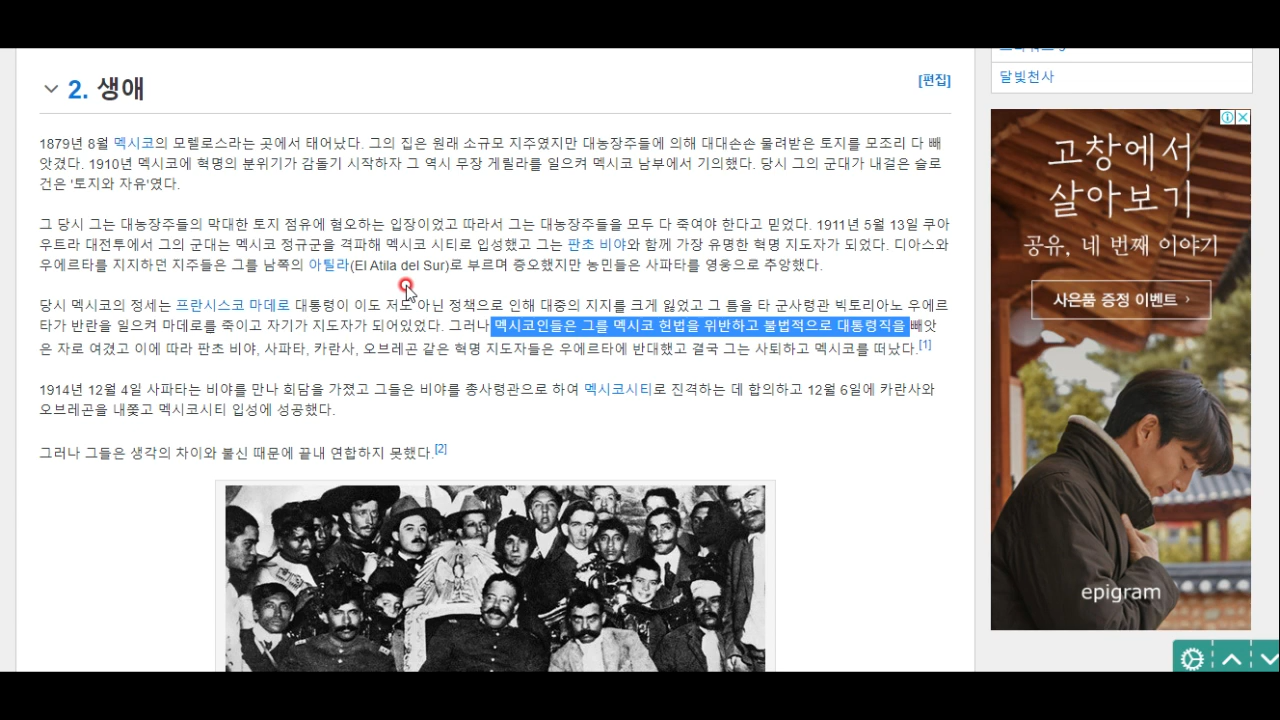 2. 생애
[편집]
1879년 8월 멕시코의 모렐로스라는 곳에서 태어났다. 그의 집은 원래 소규모 지주였지만 대농장주들에 의해 대대손손 물려받은 토지를 모조리 다 빼
앗겼다. 1910년 멕시코에 혁명의 분위기가 감돌기 시작하자 그 역시 무장 게릴라를 일으켜 멕시코 남부에서 기의했다. 당시 그의 군대가 내걸은 슬로
건은 '토지와 자유'였다.
그 당시 그는 대농장주들의 막대한 토지 점유에 혐오하는 입장이었고 따라서 그는 대농장주들을 모두 다 죽여야 한다고 믿었다. 1911년 5월 13일 쿠아
우트라 대전투에서 그의 군대는 멕시코 정규군을 격파해 멕시코 시티로 입성했고 그는 판초 비야와 함께 가장 유명한 혁명 지도자가 되었다. 디아스와
우에르타를 지지하던 지주들은 그를 남쪽의 아틸라(El Atila del Sur)로 부르며 증오했지만 농민들은 사파타를 영웅으로 추앙했다.
당시 멕시코의 정세는 프란시스코 마데로 대통령이 이도 저도 아닌 정책으로 인해 대중의 지지를 크게 잃었고 그 틈을 타 군사령관 빅토리아노 우에르
타가 반란을 일으켜 마데로를 죽이고 자기가 지도자가 되어있었다. 그러나 멕시코인들은 그를 멕시코 헌법을 위반하고 불법적으로 대통령직을 빼앗
은 자로 여겼고 이에 따라 판초 비야, 사파타, 카란사, 오브레곤 같은 혁명 지도자들은 우에르타에 반대했고 결국 그는 사퇴하고 멕시코를 떠났다.[1]
1914년 12월 4일 사파타는 비야를 만나 회담을 가졌고 그들은 비야를 총사령관으로 하여 멕시코시티로 진격하는 데 합의하고 12월 6일에 카란사와
오브레곤을 내쫓고 멕시코시티 입성에 성공했다.
그러나 그들은 생각의 차이와 불신 때문에 끝내 연합하지 못했다.[2]
달빛천사
고창에서
살아보기
공유, 네 번째 이야기
사은품 증정 이벤트 ›
epigram